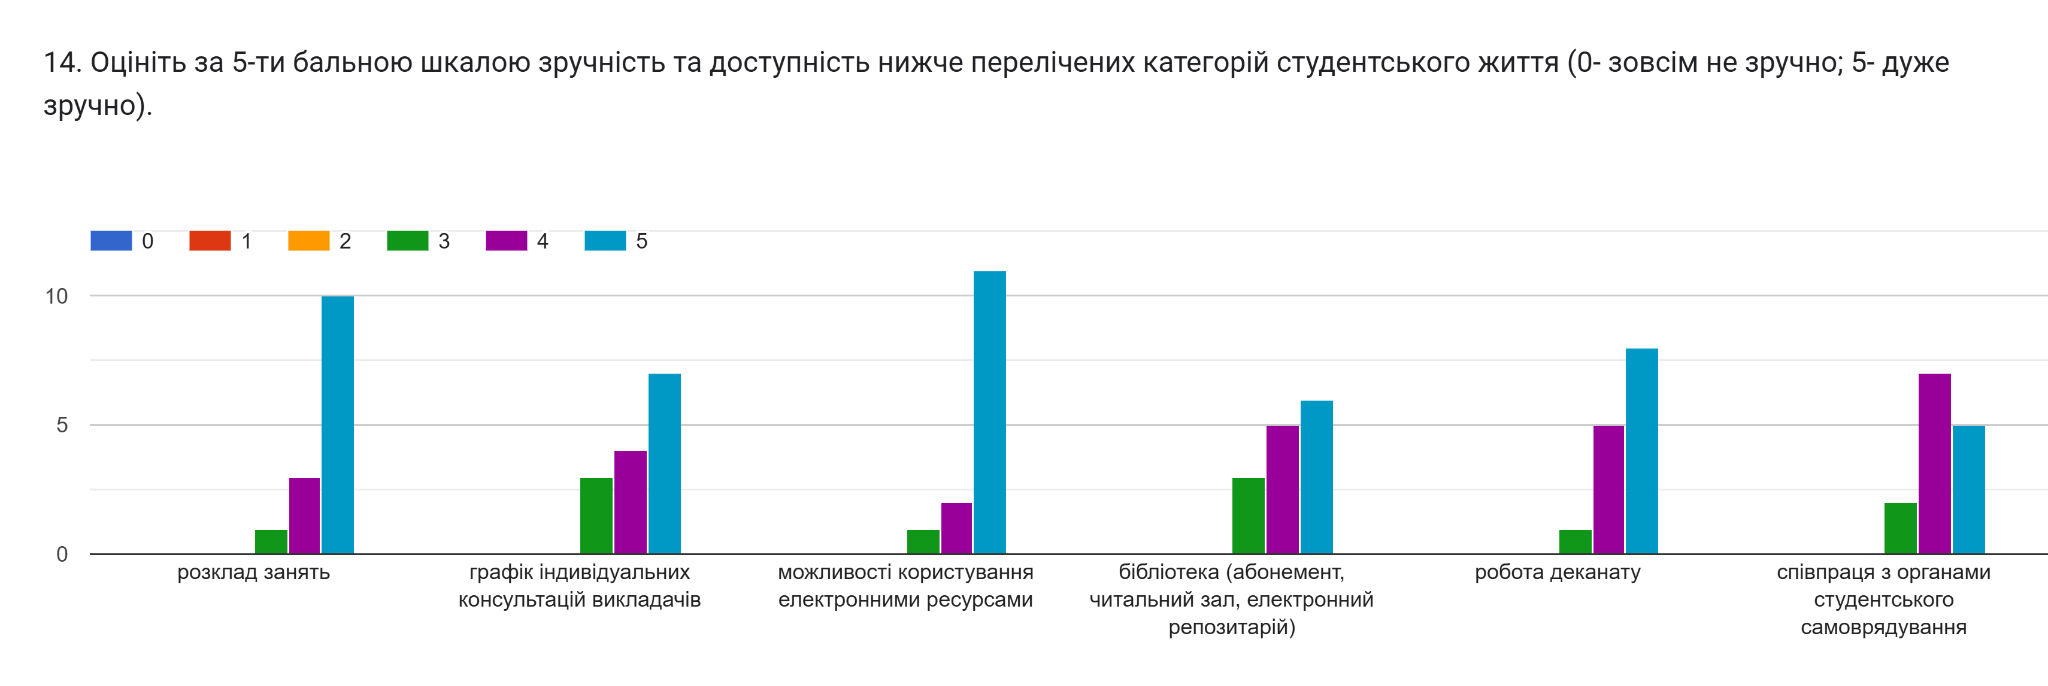 14. Оцініть за 5-ти бальною шкалою зручність та доступність нижче перелічених категорій студентського життя (0- зовсім не зручно; 5- дуже
зручно).
0 1 2 3 4 5
10
5
0
розклад занять
графік індивідуальних
консультацій викладачів
можливості користування
електронними ресурсами
бібліотека (абонемент,
читальний зал, електронний
репозитарій)
робота деканату
співпраця з органами
студентського
самоврядування